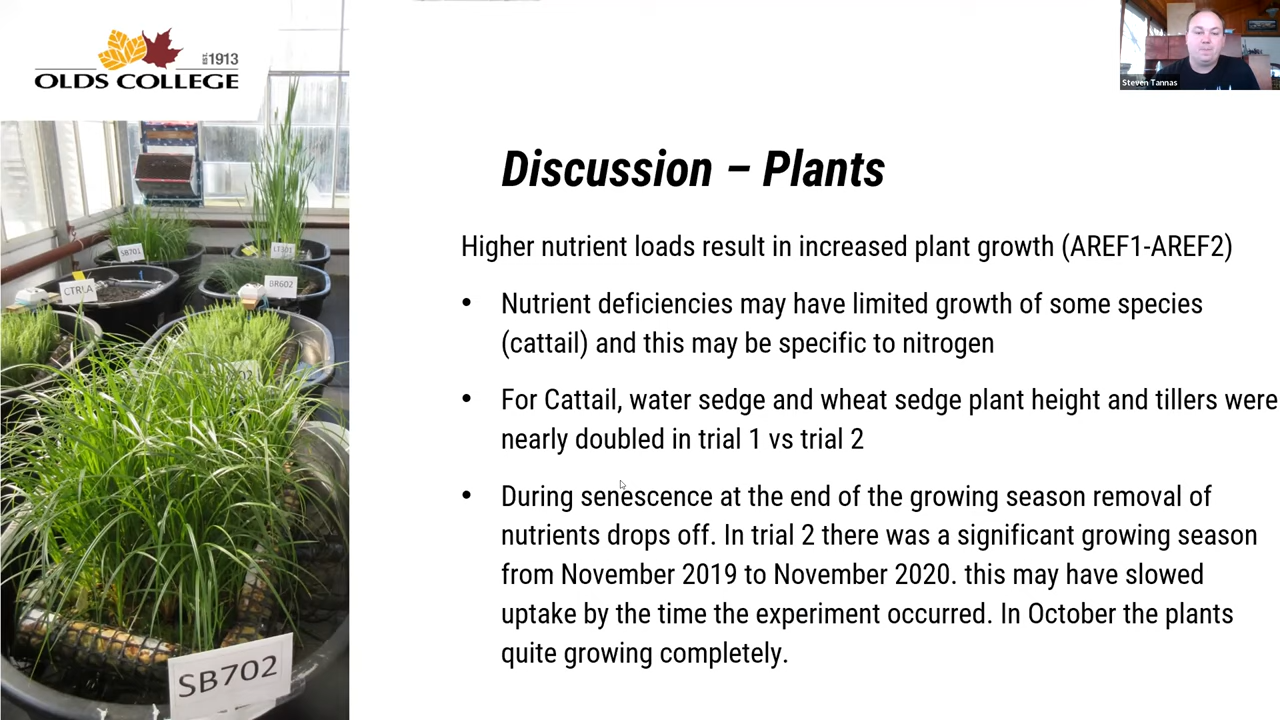 EST. 1913
OLDS COLLEGE
Steven Tannas
Discussion – Plants
Higher nutrient loads result in increased plant growth (AREF1-AREF2)
• Nutrient deficiencies may have limited growth of some species
(cattail) and this may be specific to nitrogen
• For Cattail, water sedge and wheat sedge plant height and tillers were
nearly doubled in trial 1 vs trial 2
• During senescence at the end of the growing season removal of
nutrients drops off. In trial 2 there was a significant growing season
from November 2019 to November 2020. this may have slowed
uptake by the time the experiment occurred. In October the plants
quite growing completely.
SB701
LT301
CTRLA
BR602
SB702